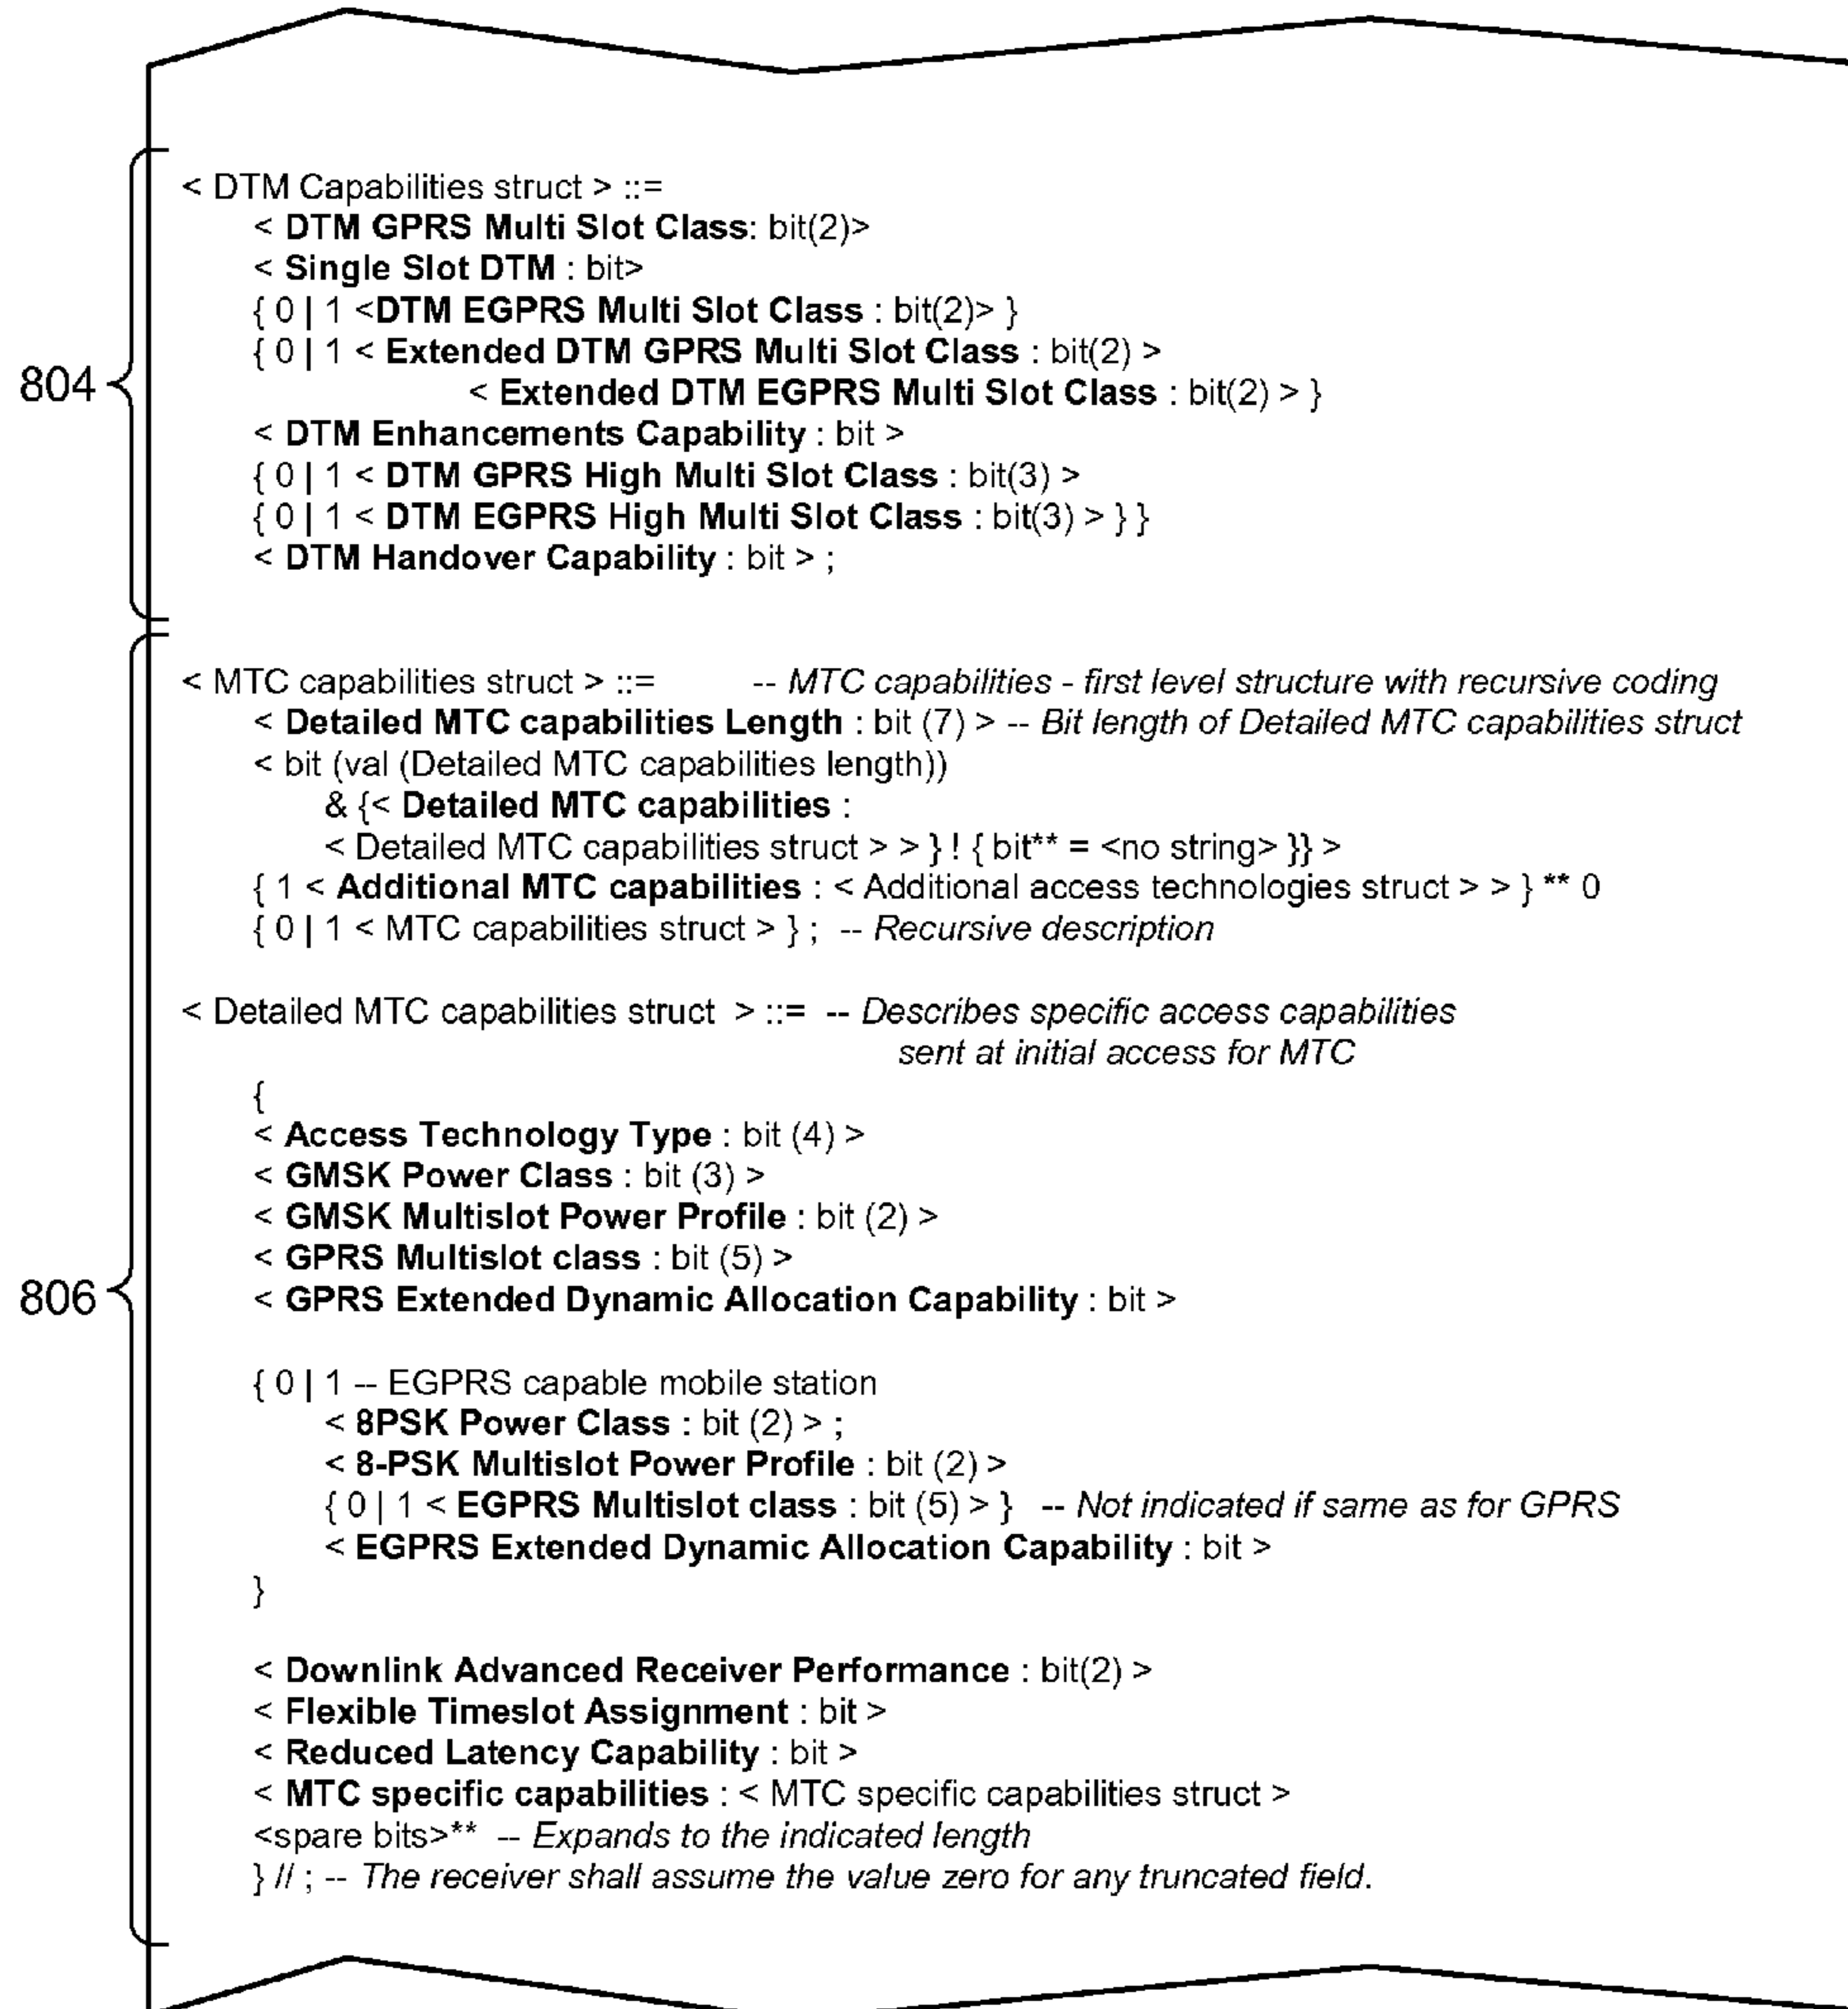 < DTM Capabilities struct > ::=
< DTM GPRS Multi Slot Class: bit(2)>
< Single Slot DTM : bit>
{ 0 | 1 <DTM EGPRS Multi Slot Class : bit(2)> }
{ 0 | 1 < Extended DTM GPRS Multi Slot Class : bit(2) >
< Extended DTM EGPRS Multi Slot Class : bit(2) > }
804
< DTM Enhancements Capability : bit >
{ 0 | 1 < DTM GPRS High Multi Slot Class : bit(3) >
{ 0 | 1 < DTM EGPRS High Multi Slot Class : bit(3) > } }
< DTM Handover Capability : bit > ;
< MTC capabilities struct > ::= -- MTC capabilities - first level structure with recursive coding
< Detailed MTC capabilities Length : bit (7) > -- Bit length of Detailed MTC capabilities struct
< bit (val (Detailed MTC capabilities length))
& {< Detailed MTC capabilities :
< Detailed MTC capabilities struct > > } ! { bit** = <no string> }} >
{ 1 < Additional MTC capabilities : < Additional access technologies struct > > } ** 0
{ 0 | 1 < MTC capabilities struct > } ; -- Recursive description
< Detailed MTC capabilities struct > ::= -- Describes specific access capabilities
sent at initial access for MTC
{
< Access Technology Type : bit (4) >
< GMSK Power Class : bit (3) >
< GMSK Multislot Power Profile : bit (2) >
< GPRS Multislot class : bit (5) >
806
< GPRS Extended Dynamic Allocation Capability : bit >
{ 0 | 1 -- EGPRS capable mobile station
< 8PSK Power Class : bit (2) > ;
< 8-PSK Multislot Power Profile : bit (2) >
{ 0 | 1 < EGPRS Multislot class : bit (5) > } -- Not indicated if same as for GPRS
< EGPRS Extended Dynamic Allocation Capability : bit >
}
< Downlink Advanced Receiver Performance : bit(2) >
< Flexible Timeslot Assignment : bit >
< Reduced Latency Capability : bit >
< MTC specific capabilities : < MTC specific capabilities struct >
<spare bits>** -- Expands to the indicated length
} // ; -- The receiver shall assume the value zero for any truncated field.